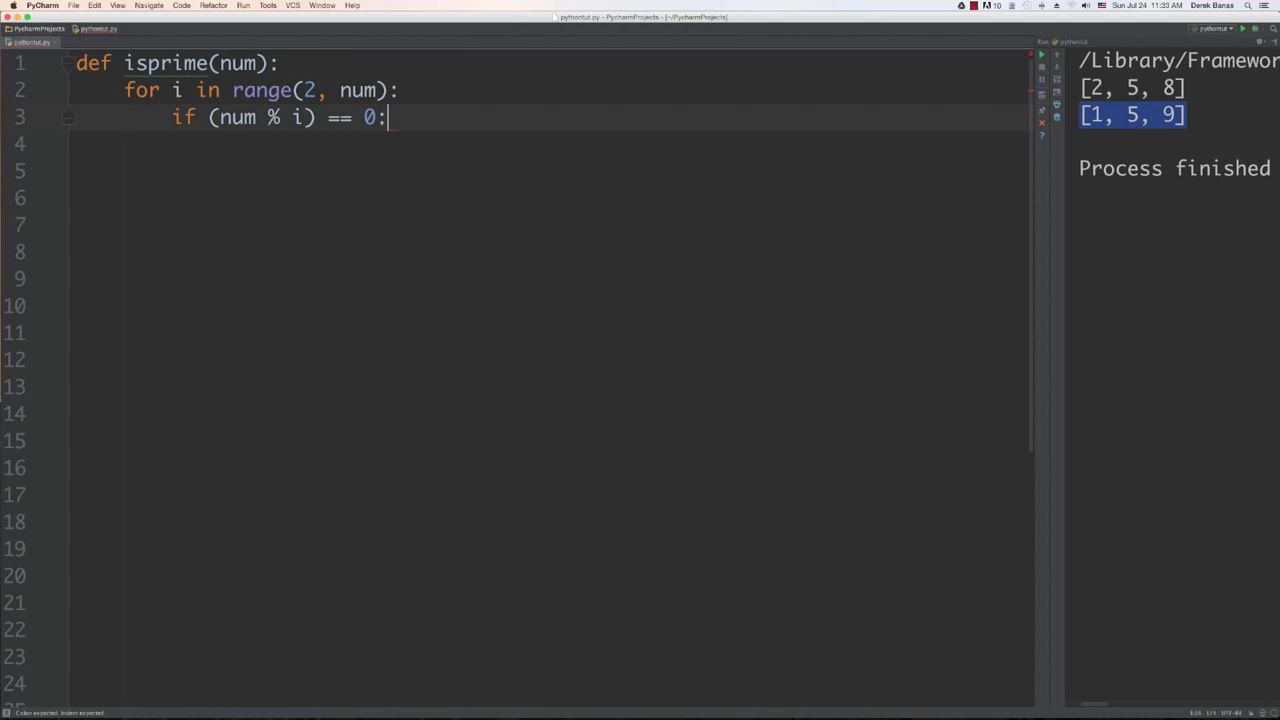 PyCharm File Edit View Navigate Code Refactor Run Tools VCS Window Help
10 Sun Jul 24 11:33 AM Derek Banas
pythontut.py - PycharmProjects - [~/PycharmProjects]
PycharmProjects pythontut.py pythontut
pythontut.py Run pythontut
1 def isprime(num):
2 for i in range(2, num):
3 if (num % i) == 0:
4
5
6
7
8
9
10
11
12
13
14
15
16
17
18
19
20
21
22
23
24
/Library/Framewor
[2, 5, 8]
[1, 5, 9]
Process finished
Colon expected. Indent expected. 3:26 LF÷ UTF-8÷